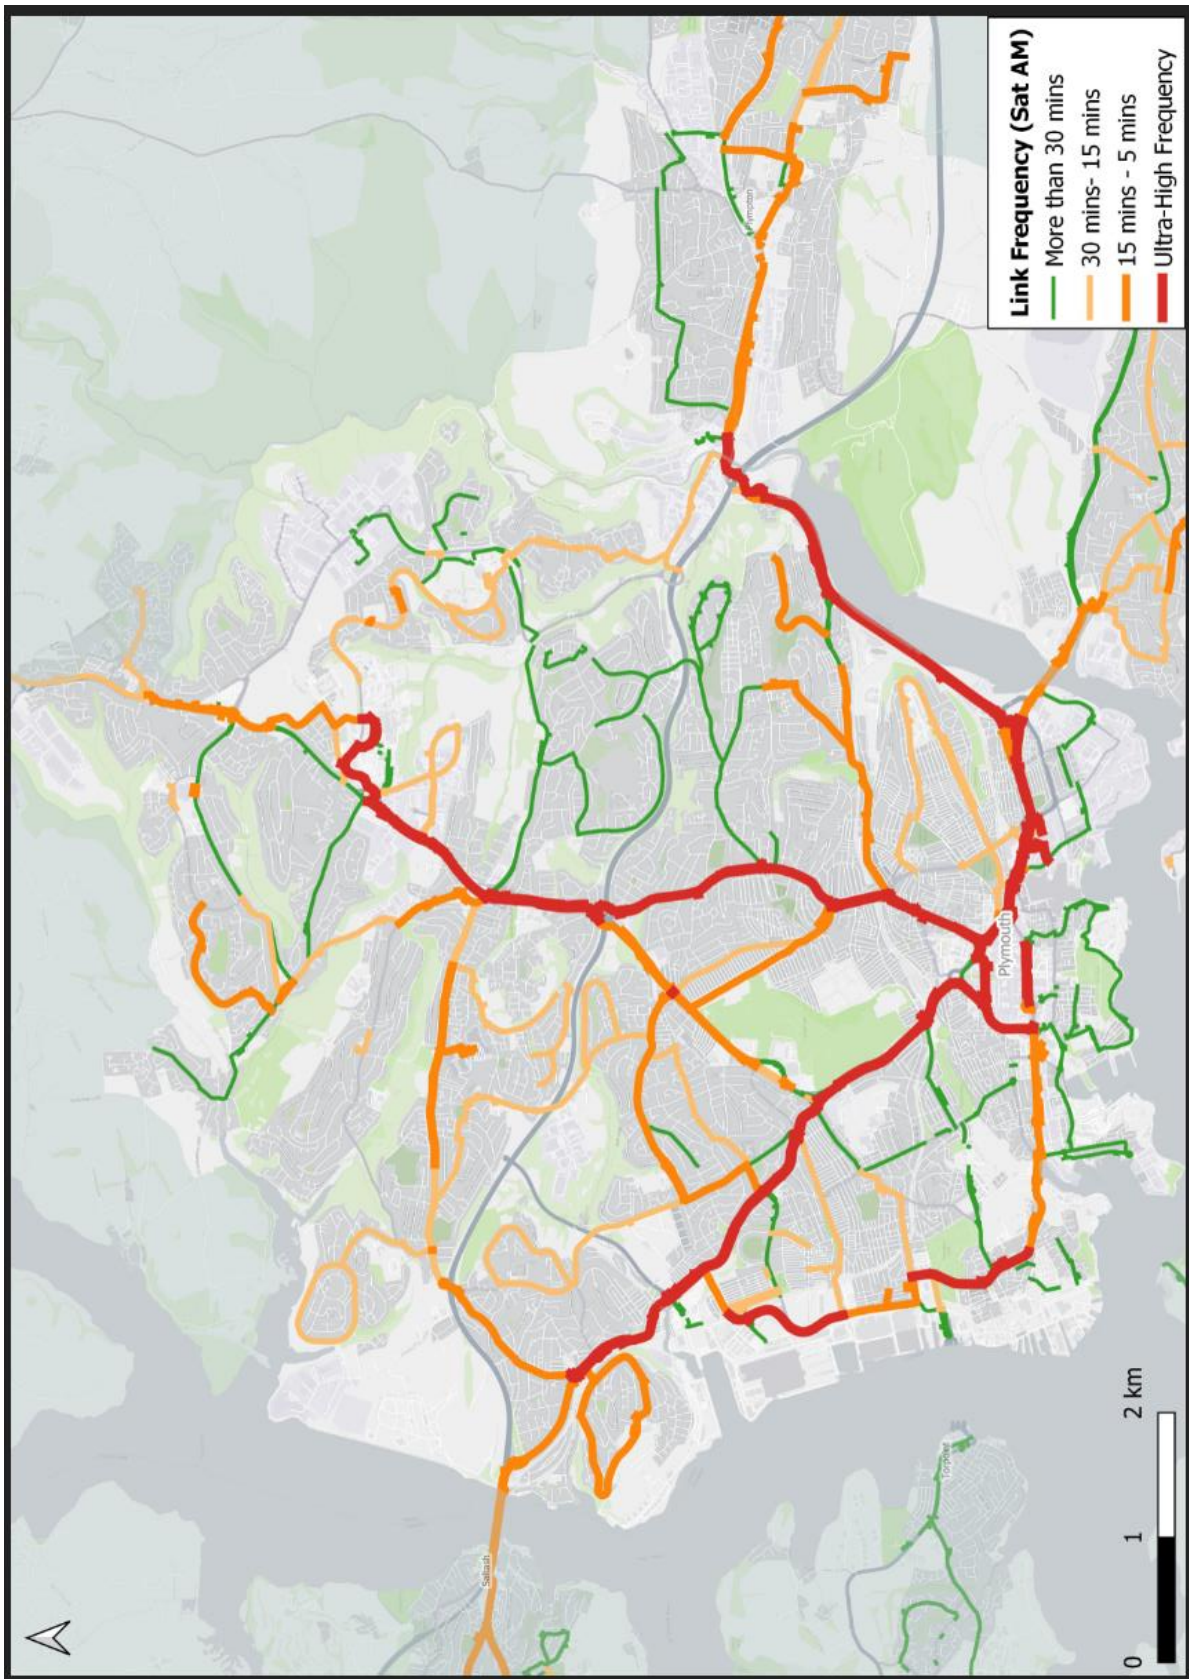 Link Frequency (Sat AM)
More than 30 mins
30 mins- 15 mins
15 mins - 5 mins
Ultra-High Frequency
Plympton
Plymouth
Saltash
Torpoint
0 1 2 km